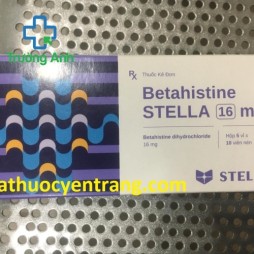 Trường Anh
Rx Thuốc Kê Đơn
Betahistine
STELLA 16 m
Betahistine dihydrochloride
16 mg
Hộp 6 vỉ x
10 viên nén
STEL
athuocyentrang.com